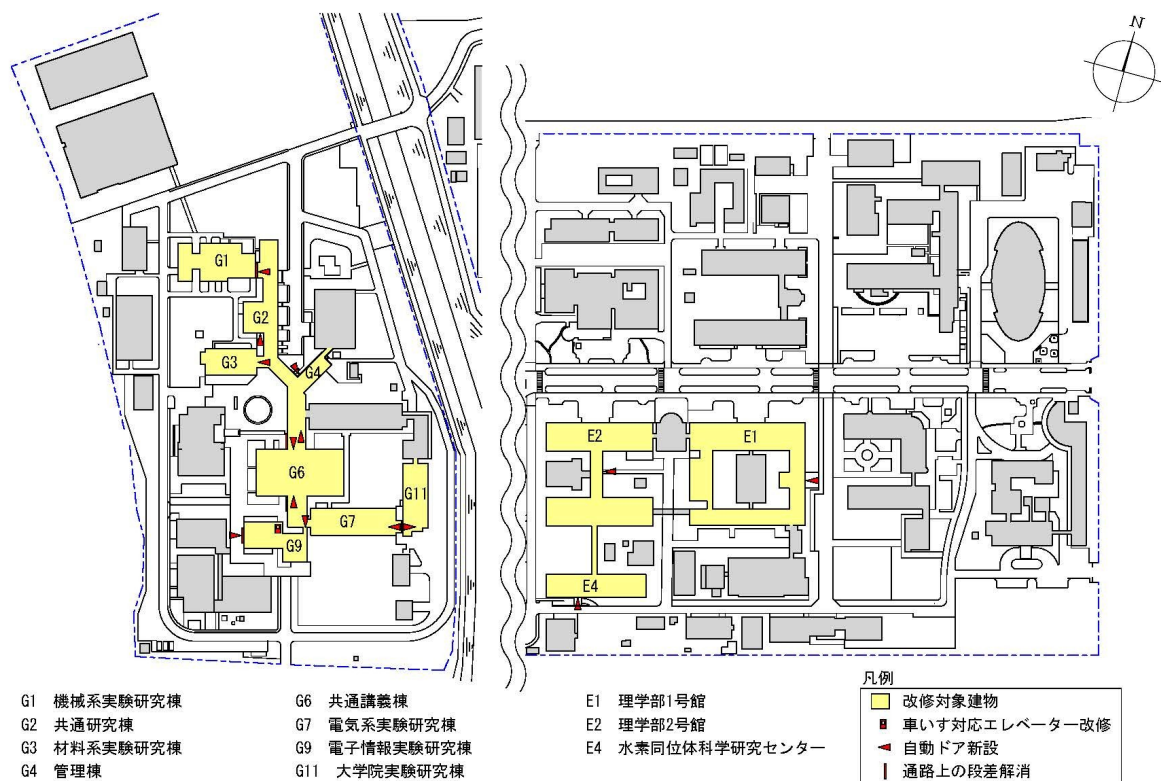 N
G1
G2
G3
G4
G6
G11
G7
G9
E2
E1
E4
G1 機械系実験研究棟
G2 共通研究棟
G3 材料系実験研究棟
G4 管理棟
G6 共通講義棟
G7 電気系実験研究棟
G9 電子情報実験研究棟
G11 大学院実験研究棟
E1 理学部1号館
E2 理学部2号館
E4 水素同位体科学研究センター
凡例
改修対象建物
車いす対応エレベーター改修
自動ドア新設
通路上の段差解消